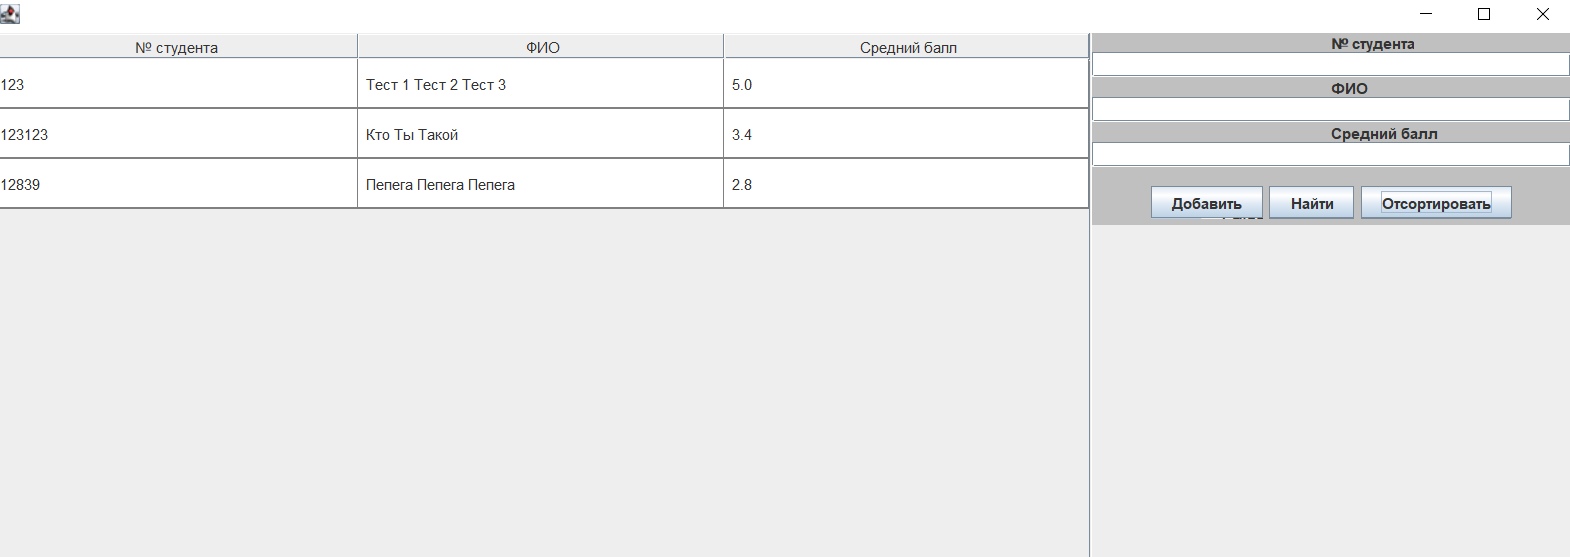 № студента ФИО Средний балл
123 Тест 1 Тест 2 Тест 3 5.0
123123 Кто Ты Такой 3.4
12839 Пепега Пепега Пепега 2.8
№ студента
ФИО
Средний балл
Добавить Найти Отсортировать